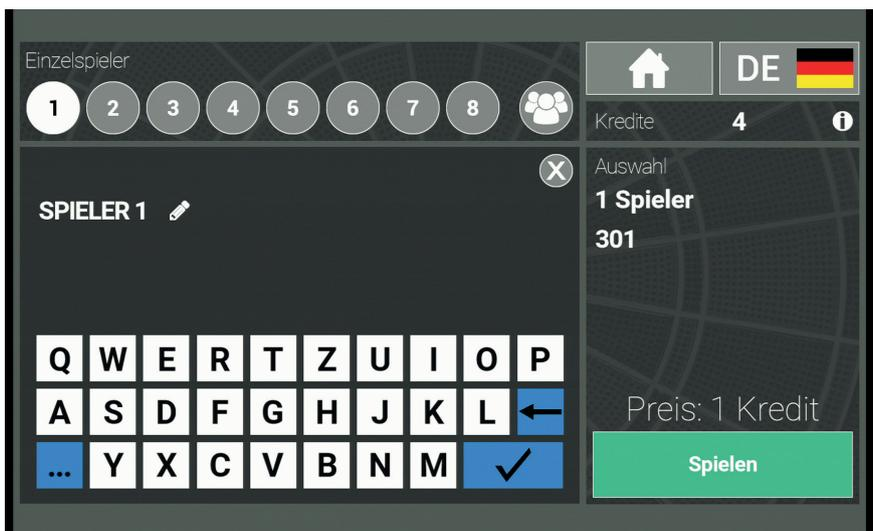 Einzelspieler
1 2 3 4 5 6 7 8
DE
Kredite 4 i
X
SPIELER 1
Auswahl
1 Spieler
301
Q W E R T Z U I O P
A S D F G H J K L
... Y X C V B N M
Preis: 1 Kredit
Spielen